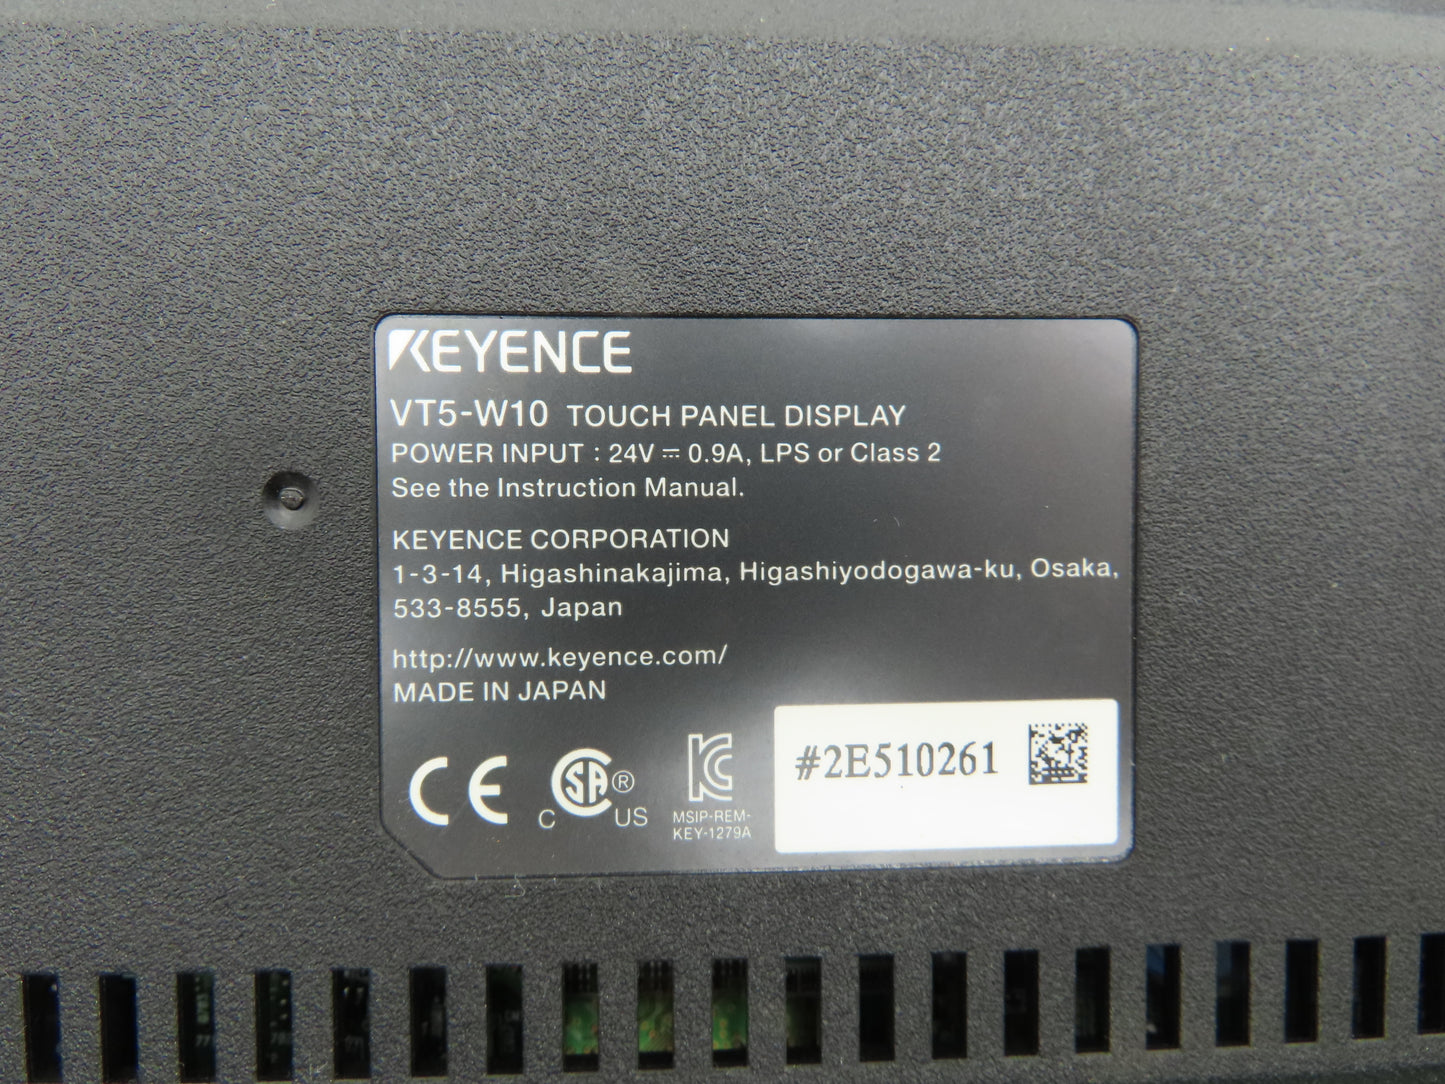 KEYENCE
VT5-W10 TOUCH PANEL DISPLAY
POWER INPUT : 24V ⎓ 0.9A, LPS or Class 2
See the Instruction Manual.
KEYENCE CORPORATION
1-3-14, Higashinakajima, Higashiyodogawa-ku, Osaka,
533-8555, Japan
http://www.keyence.com/
MADE IN JAPAN
CE
C SA ® C US
KC
MSIP-REM-
KEY-1279A
#2E510261